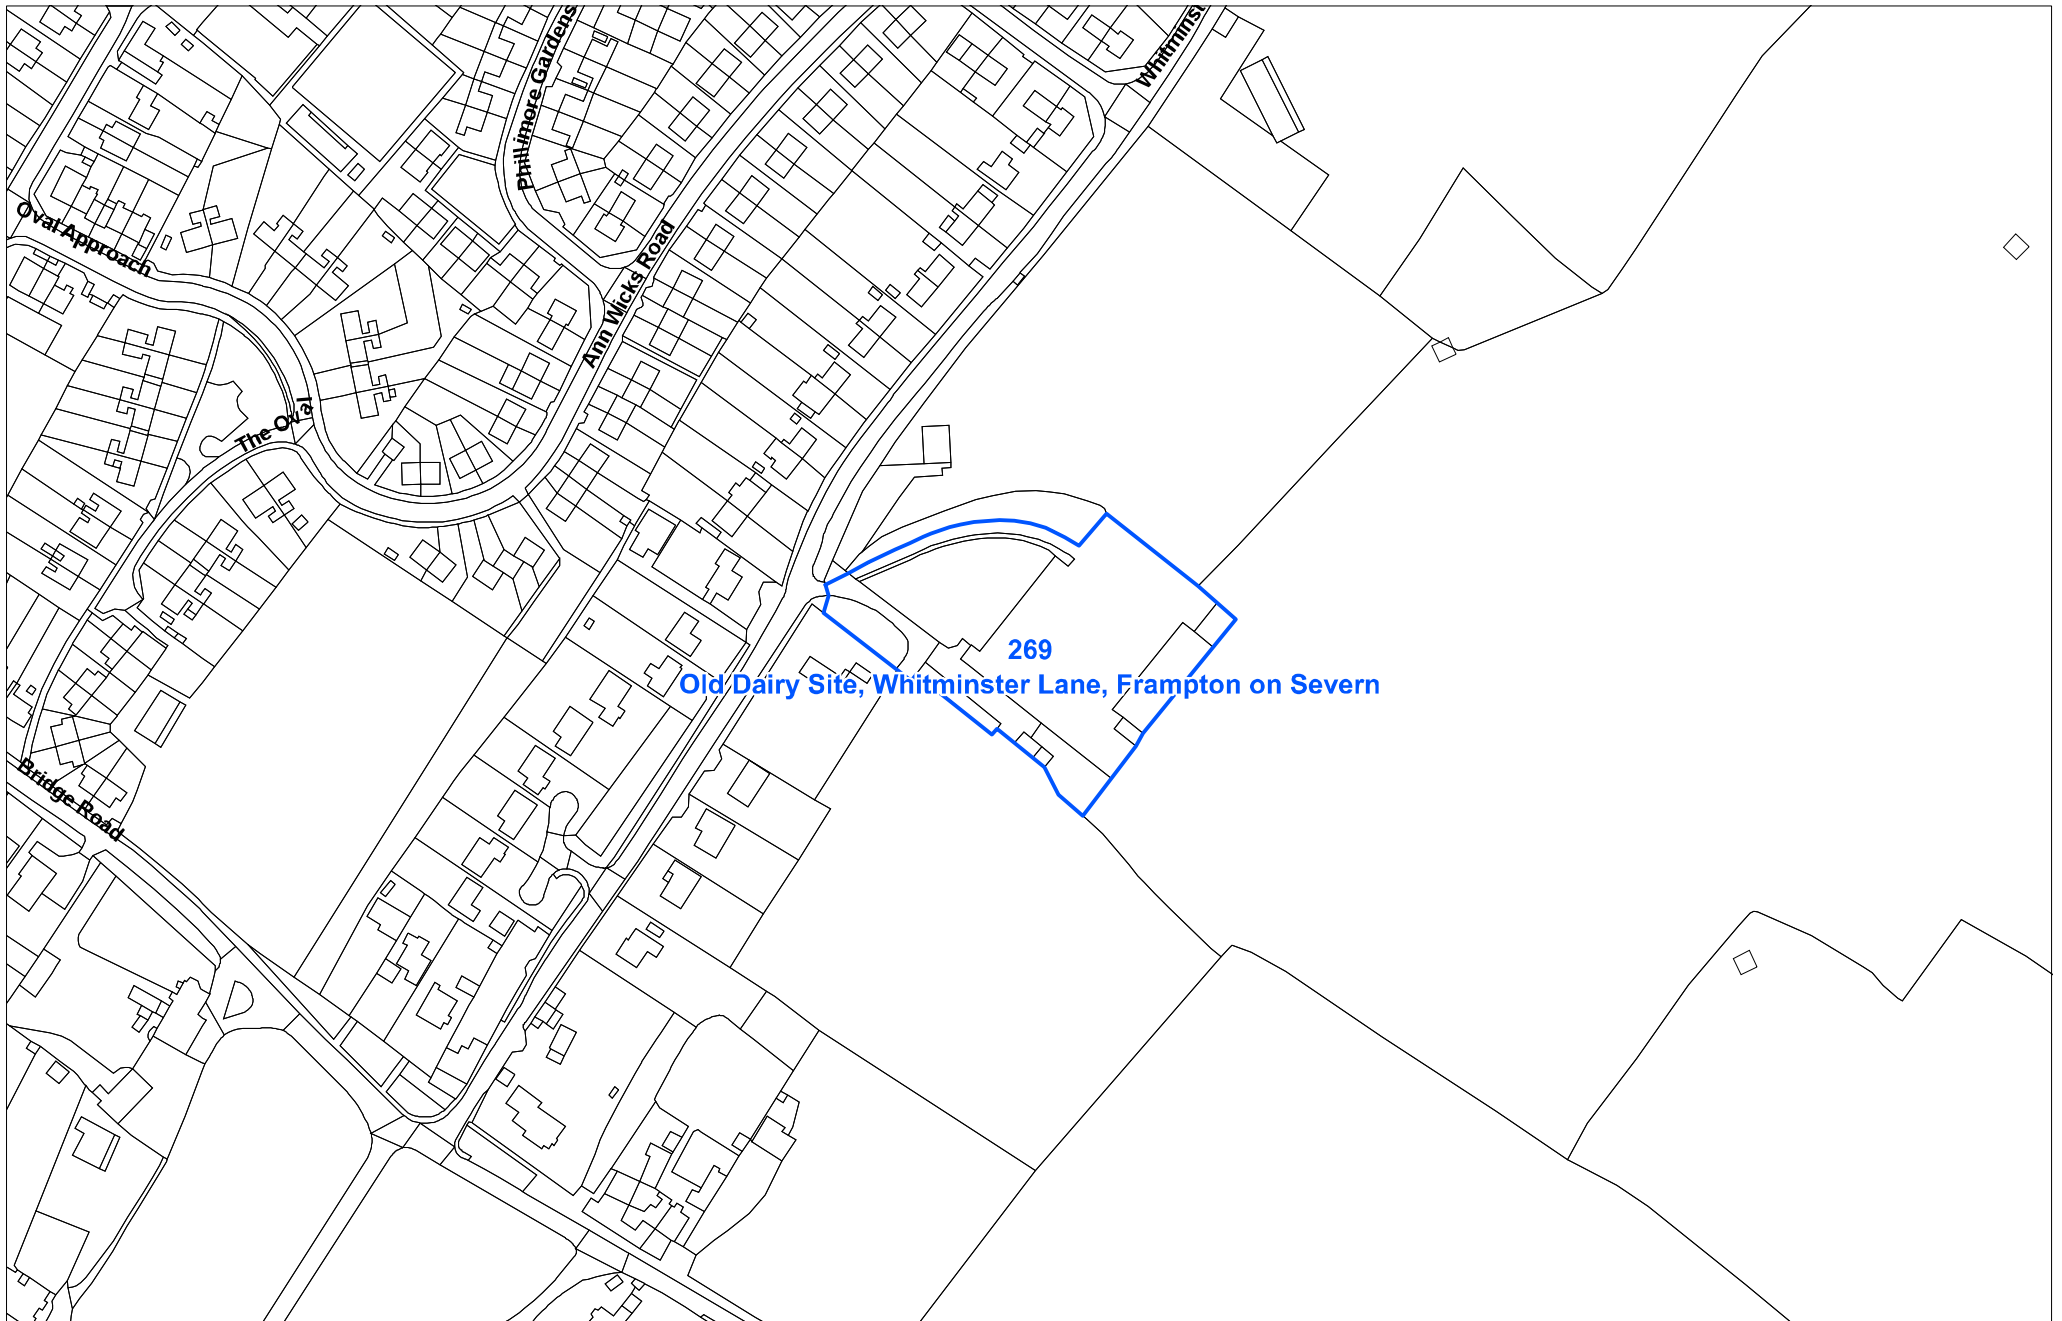 Phillimore Gardens
Whitminst
Oval Approach
Ann Wicks Road
The Oval
269
Old Dairy Site, Whitminster Lane, Frampton on Severn
Bridge Road